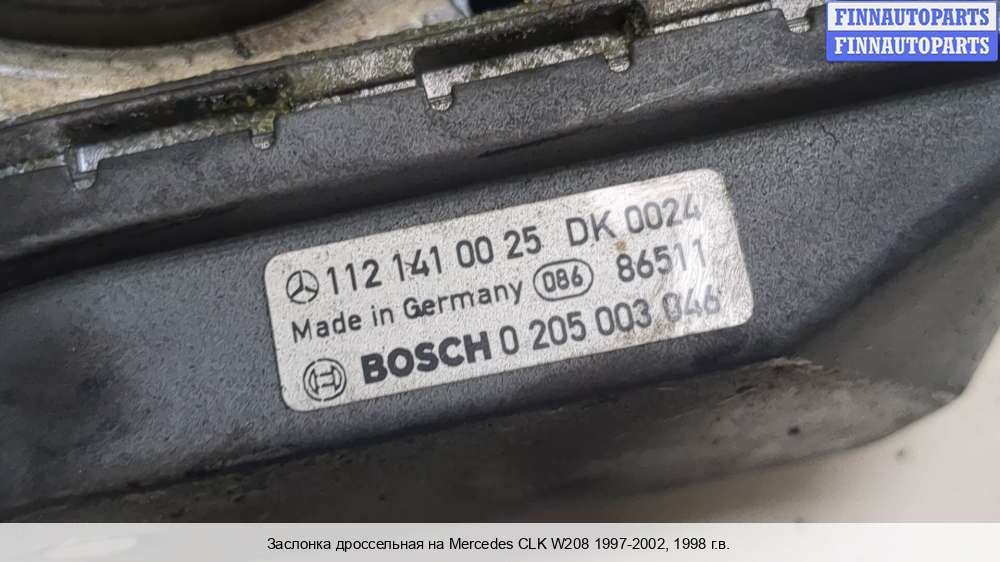 FINNAUTOPARTS
FINNAUTOPARTS
112 141 00 25 DK 0024
Made in Germany 086 86511
BOSCH 0 205 003 046
Заслонка дроссельная на Mercedes CLK W208 1997-2002, 1998 г.в.